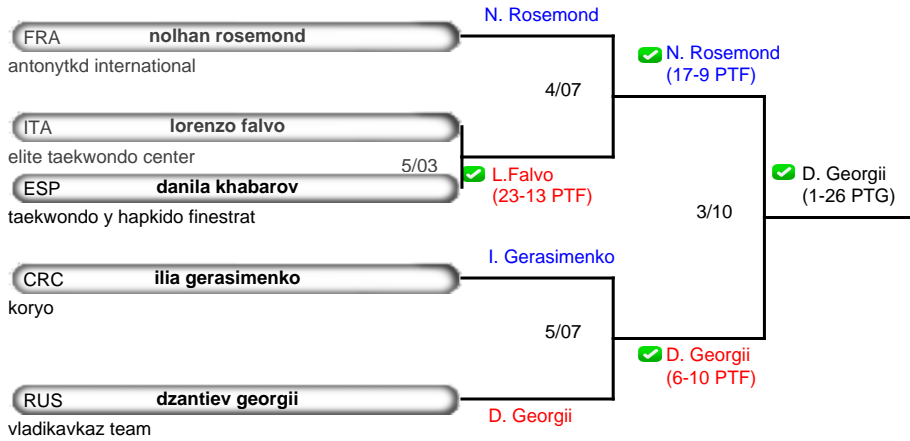 N. Rosemond
FRA nolhan rosemond
antonytkd international
4/07
N. Rosemond
(17-9 PTF)
ITA lorenzo falvo
elite taekwondo center
5/03
L.Falvo
(23-13 PTF)
ESP danila khabarov
taekwondo y hapkido finestrat
D. Georgii
(1-26 PTG)
3/10
I. Gerasimenko
CRC ilia gerasimenko
koryo
5/07
D. Georgii
(6-10 PTF)
RUS dzantiev georgii
vladikavkaz team
D. Georgii